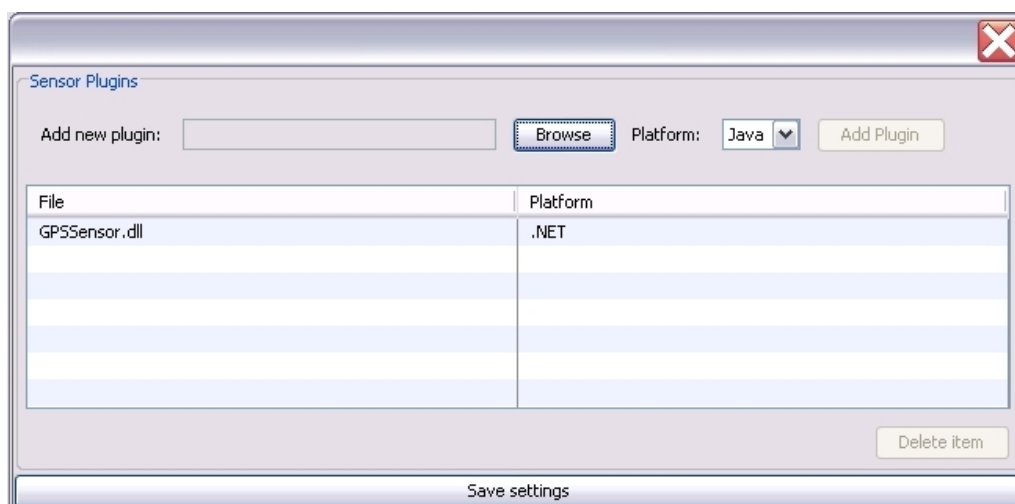 Sensor Plugins
Add new plugin: Browse Platform: Java Add Plugin
File Platform
GPSSensor.dll .NET
Delete item
Save settings